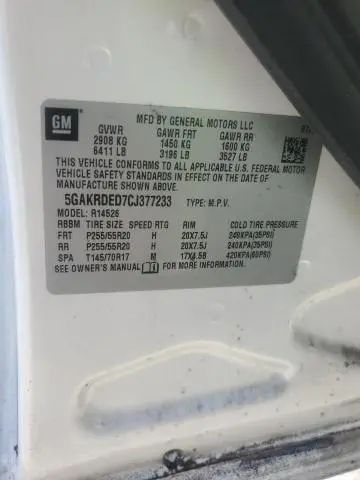 GM
MFD BY GENERAL MOTORS LLC
GVWR GAWR FRT GAWR RR
2908 KG 1450 KG 1600 KG
6411 LB 3196 LB 3527 LB
THIS VEHICLE CONFORMS TO ALL APPLICABLE U.S. FEDERAL MOTOR
VEHICLE SAFETY STANDARDS IN EFFECT ON THE DATE OF
MANUFACTURE SHOWN ABOVE.
5GAKRDED7CJ377233 TYPE: M.P.V.
MODEL: R14526
RBBM TIRE SIZE SPEED RTG RIM COLD TIRE PRESSURE
FRT P255/55R20 H 20X7.5J 240KPA(35PSI)
RR P255/55R20 H 20X7.5J 240KPA(35PSI)
SPA T145/70R17 M 17X4.5B 420KPA(60PSI)
SEE OWNER'S MANUAL FOR MORE INFORMATION.